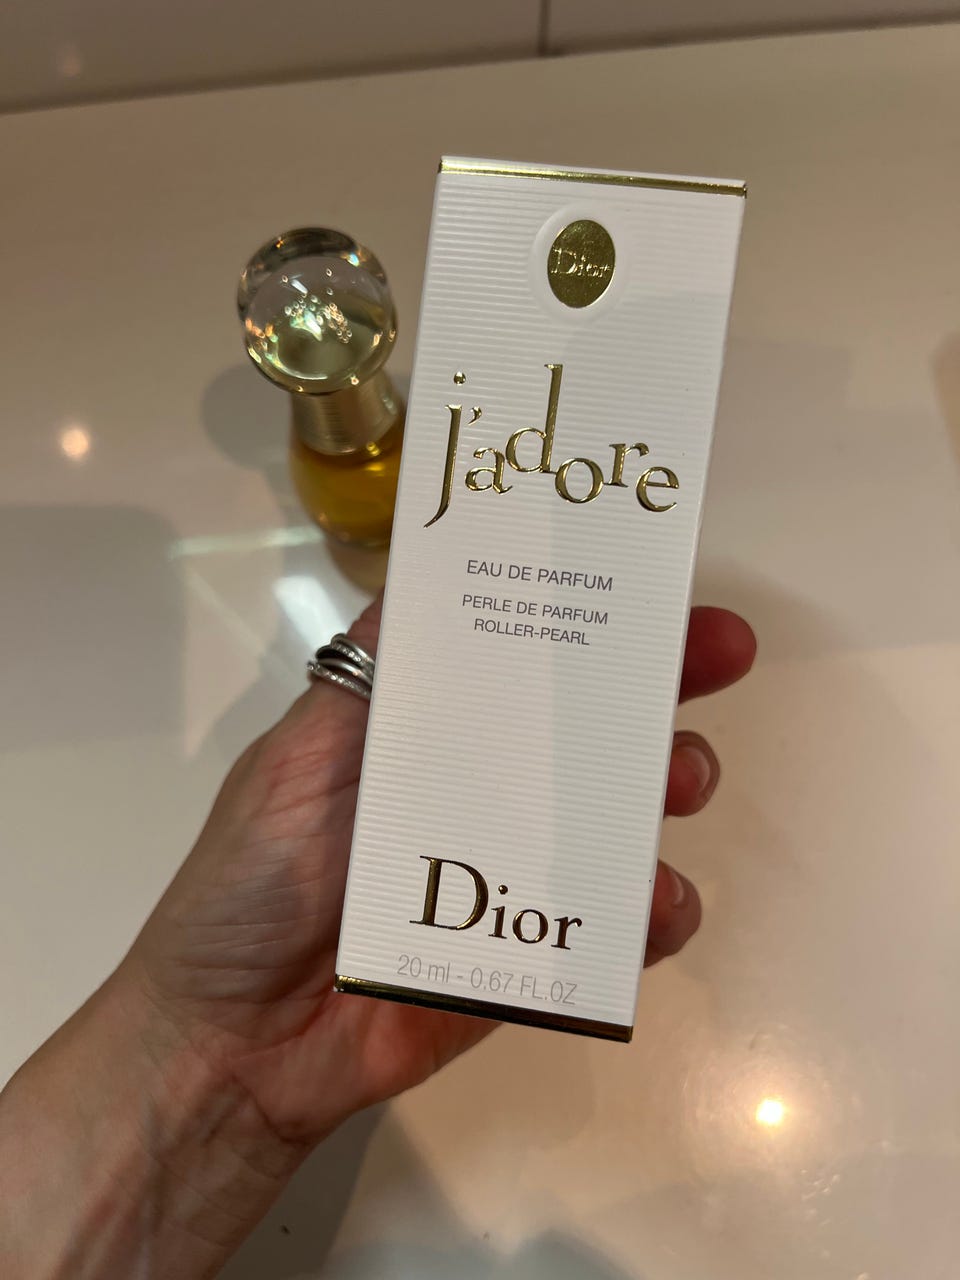 Dior
j'adore
EAU DE PARFUM
PERLE DE PARFUM
ROLLER-PEARL
Dior
20 ml - 0.67 FL.OZ